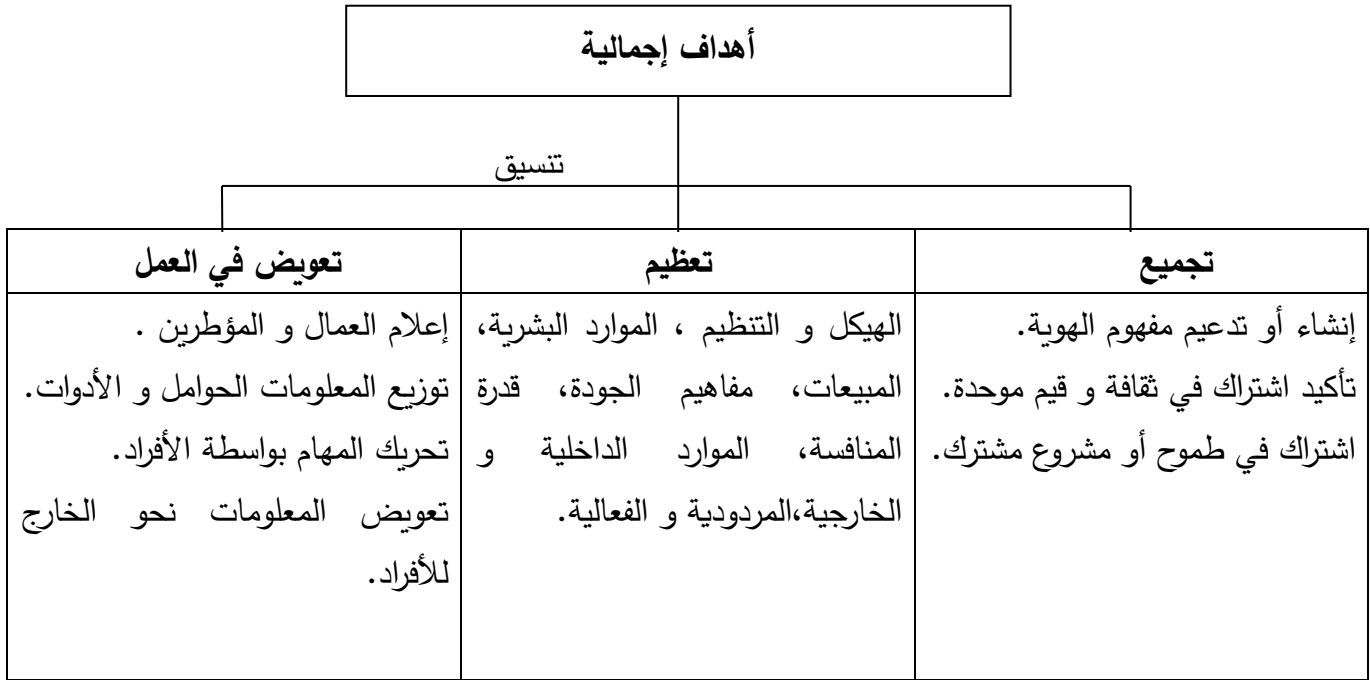 أهداف إجمالية
تنسيق
تجميع
إنشاء أو تدعيم مفهوم الهوية.
تأكيد اشتراك في ثقافة و قيم موحدة.
اشتراك في طموح أو مشروع مشترك.
تعظيم
الهيكل و التنظيم ، الموارد البشرية،
المبيعات، مفاهيم الجودة، قدرة
المنافسة، الموارد الداخلية و
الخارجية،المردودية و الفعالية.
تعويض في العمل
إعلام العمال و المؤطرين .
توزيع المعلومات الحوامل و الأدوات.
تحريك المهام بواسطة الأفراد.
تعويض المعلومات نحو الخارج
للأفراد.